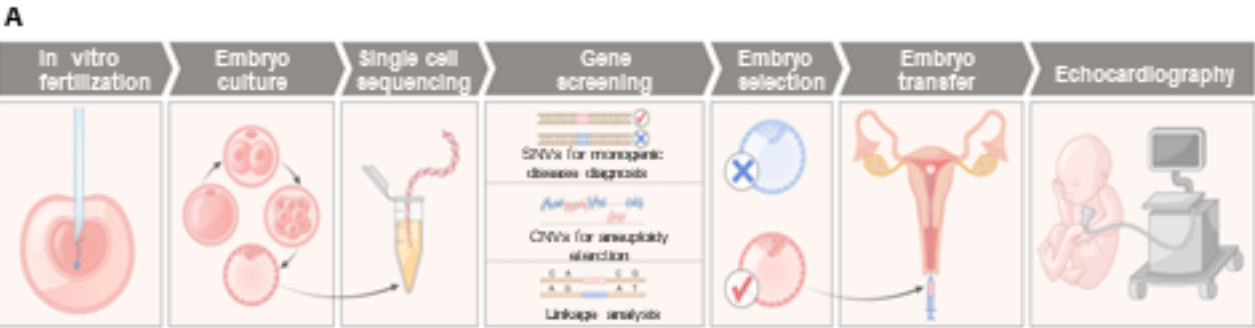 A
In vitro
fertilization
Embryo
culture
Single cell
sequencing
Gene
screening
Embryo
selection
Embryo
transfer
Echocardiography
SNVs for monogenic
disease diagnosis
CNVs for aneuploidy
Linkage analysis
C A C G
A G A T